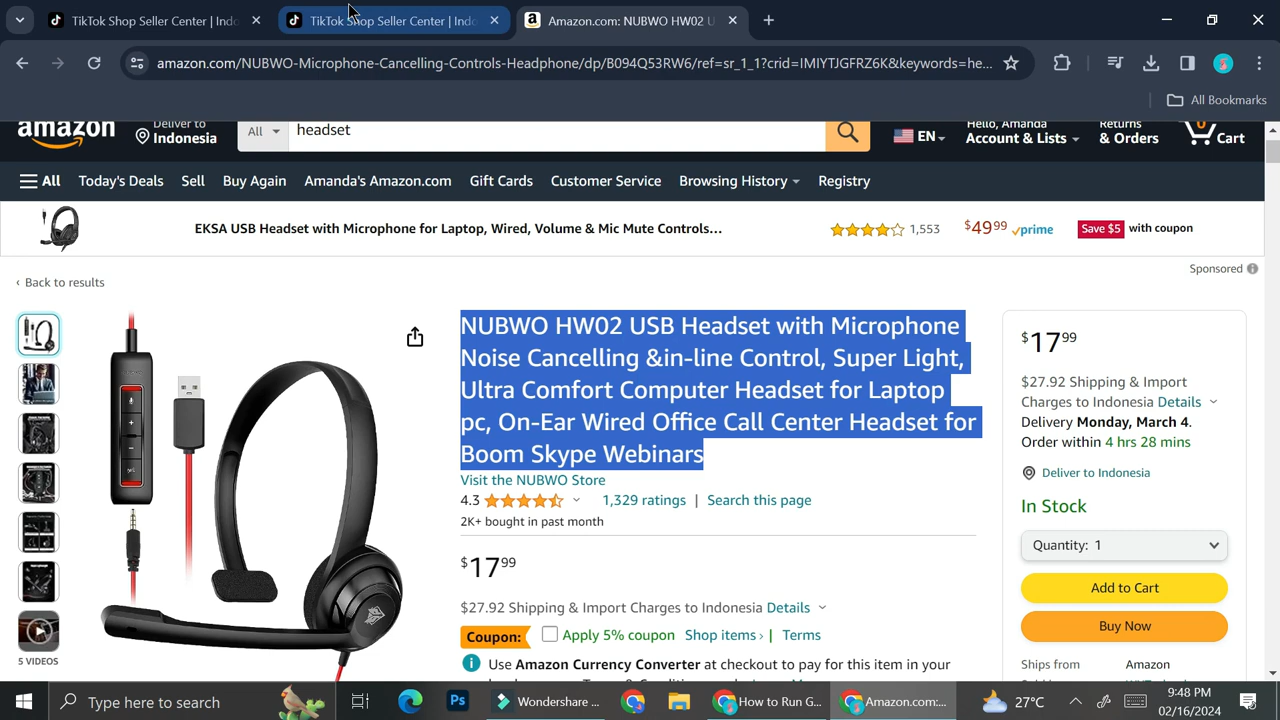 TikTok Shop Seller Center | Indo
TikTok Shop Seller Center | Indo
Amazon.com: NUBWO HW02 U
amazon.com/NUBWO-Microphone-Cancelling-Controls-Headphone/dp/B094Q53RW6/ref=sr_1_1?crid=IMIYTJGFRZ6K&keywords=he...
All Bookmarks
amazon
Deliver to
Indonesia
All
headset
EN
Hello, Amanda
Account & Lists
Returns
& Orders
0
Cart
All
Today's Deals
Sell
Buy Again
Amanda's Amazon.com
Gift Cards
Customer Service
Browsing History
Registry
EKSA USB Headset with Microphone for Laptop, Wired, Volume & Mic Mute Controls...
1,553
$49 99
prime
Save $5 with coupon
Sponsored
‹ Back to results
NUBWO HW02 USB Headset with Microphone
Noise Cancelling &in-line Control, Super Light,
Ultra Comfort Computer Headset for Laptop
pc, On-Ear Wired Office Call Center Headset for
Boom Skype Webinars
Visit the NUBWO Store
4.3
1,329 ratings | Search this page
2K+ bought in past month
$17 99
$27.92 Shipping & Import Charges to Indonesia Details
Coupon: Apply 5% coupon Shop items › | Terms
Use Amazon Currency Converter at checkout to pay for this item in your
5 VIDEOS
$17 99
$27.92 Shipping & Import
Charges to Indonesia Details
Delivery Monday, March 4.
Order within 4 hrs 28 mins
Deliver to Indonesia
In Stock
Quantity: 1
Add to Cart
Buy Now
Ships from Amazon
Type here to search
Ps
Wondershare ...
How to Run G...
Amazon.com:...
27°C
9:48 PM
02/16/2024